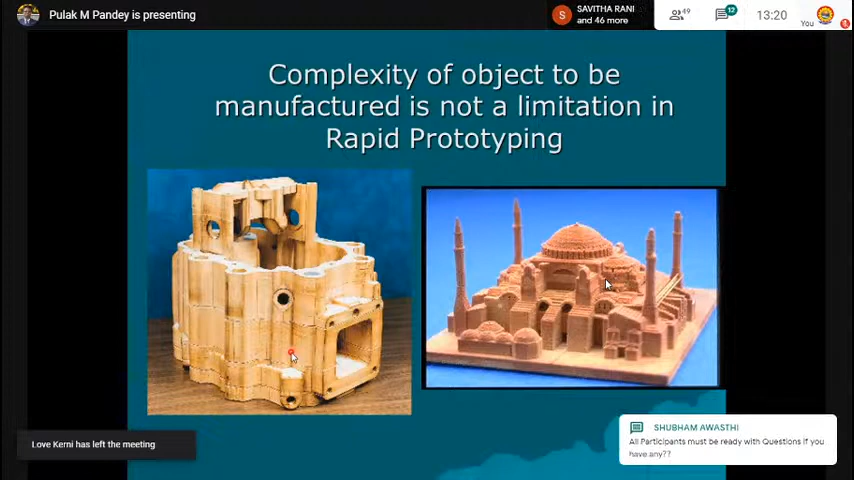 Pulak M Pandey is presenting
S
SAVITHA RANI
and 46 more
49
12
13:20
You
Complexity of object to be
manufactured is not a limitation in
Rapid Prototyping
Love Kerni has left the meeting
SHUBHAM AWASTHI
All Participants must be ready with Questions if you
have any??